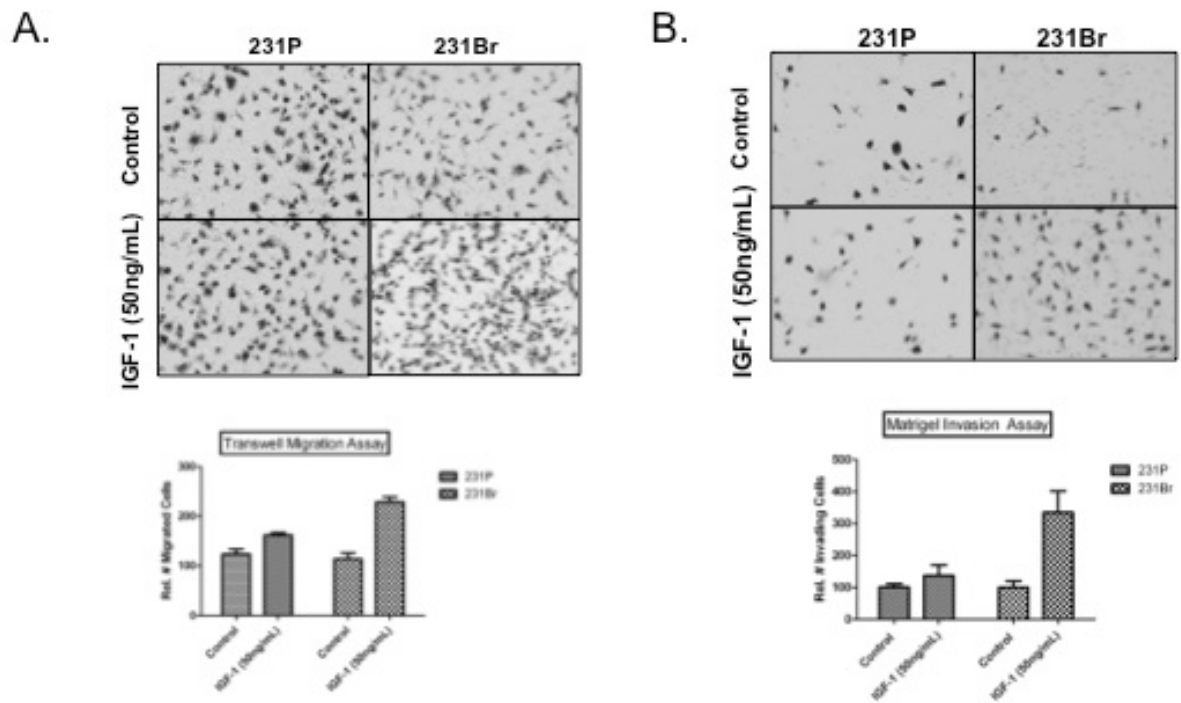 A.
231P
231Br
Control
IGF-1 (50ng/mL)
Transwell Migration Assay
Rel. # Migrated Cells
300
200
100
0
231P
231Br
Control
IGF-1 (50ng/mL)
Control
IGF-1 (50ng/mL)
B.
231P
231Br
Control
IGF-1 (50ng/mL)
Matrigel Invasion Assay
Rel. # Invading Cells
500
400
300
200
100
0
231P
231Br
Control
IGF-1 (50ng/mL)
Control
IGF-1 (50ng/mL)